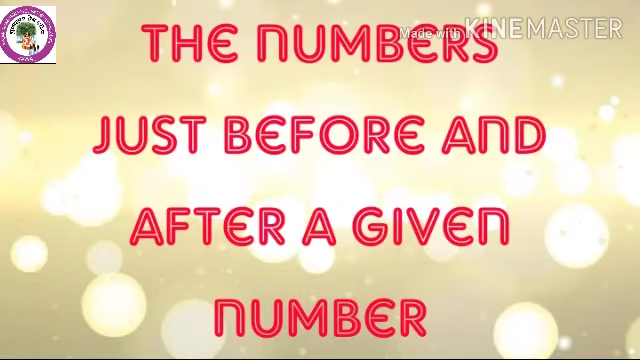 THE NUMBERS
Made with KINEMASTER
JUST BEFORE AND
AFTER A GIVEN
NUMBER